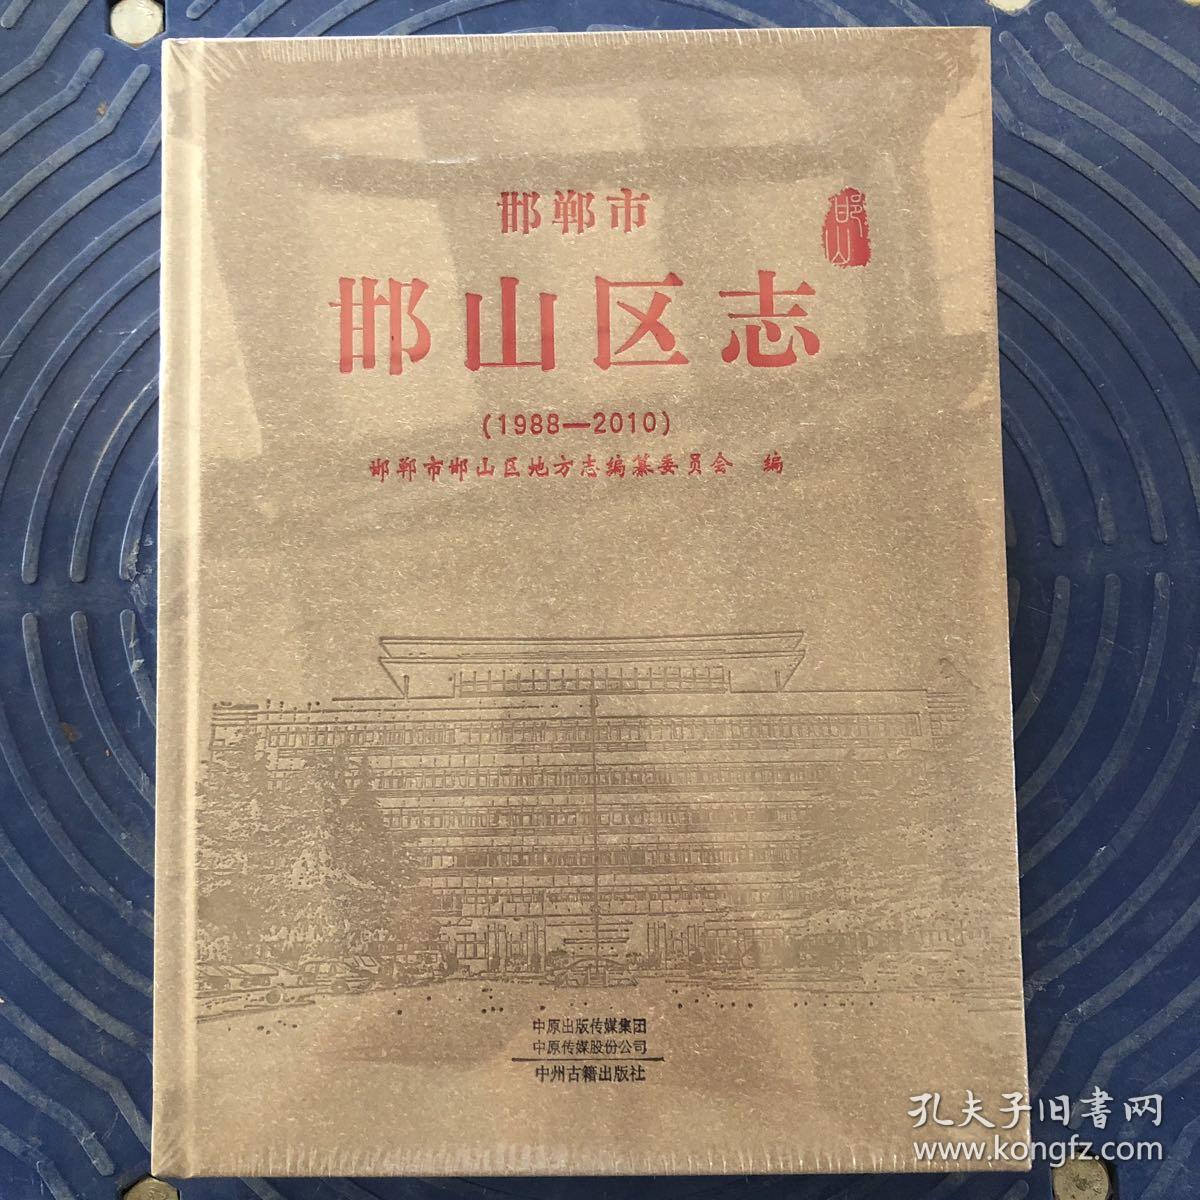 邯郸市
邯山
邯山区志
(1988—2010)
邯郸市邯山区地方志编纂委员会 编
中原出版传媒集团
中原传媒股份公司
中州古籍出版社
孔夫子旧书网
www.kongfz.com